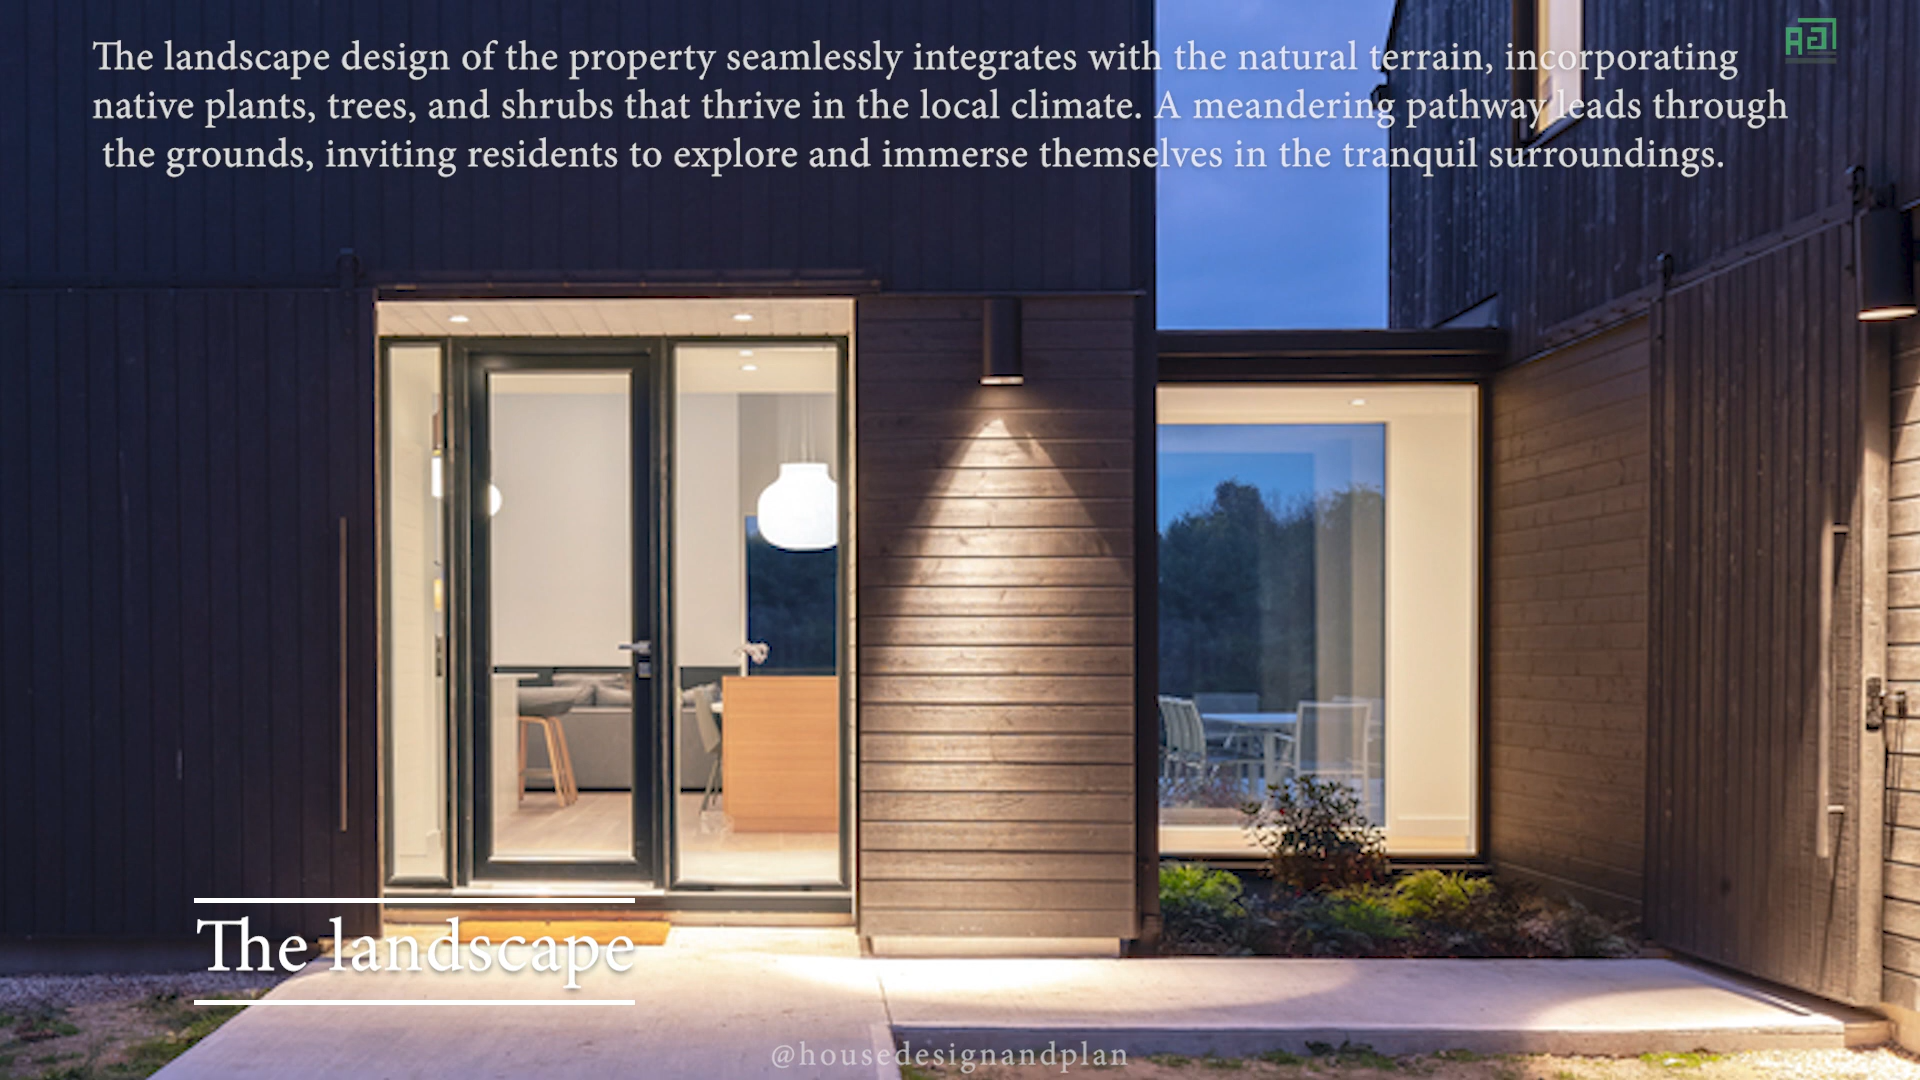 The landscape design of the property seamlessly integrates with the natural terrain, incorporating
native plants, trees, and shrubs that thrive in the local climate. A meandering pathway leads through
the grounds, inviting residents to explore and immerse themselves in the tranquil surroundings.
The landscape
@housedesignandplan